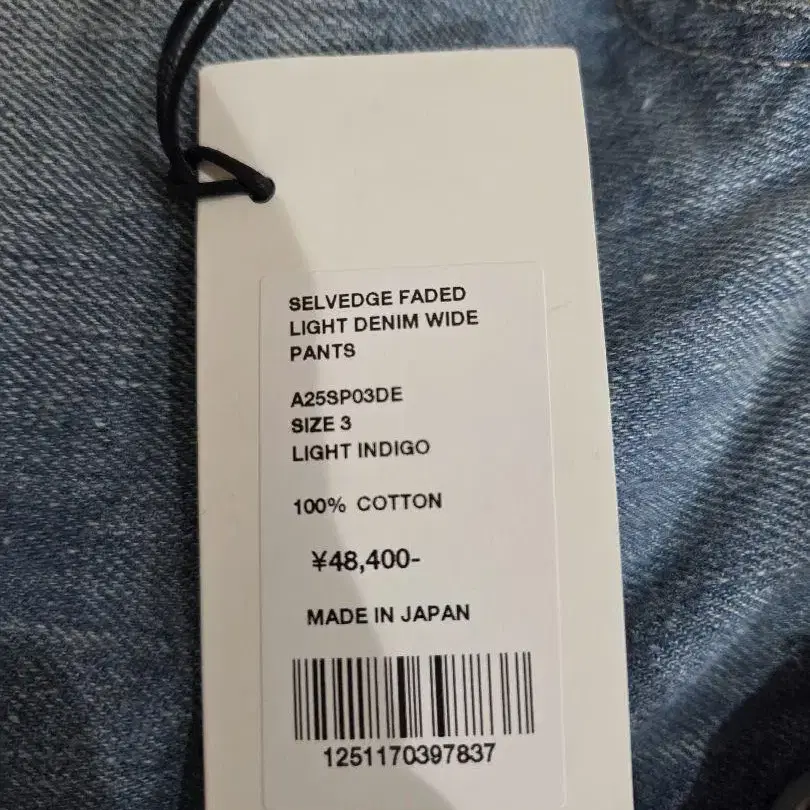 SELVEDGE FADED
LIGHT DENIM WIDE
PANTS
A25SP03DE
SIZE 3
LIGHT INDIGO
100% COTTON
¥48,400-
MADE IN JAPAN
1251170397837